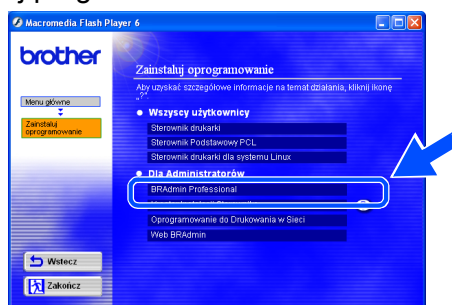 Macromedia Flash Player 6
brother
Zainstaluj oprogramowanie
Aby uzyskać szczegółowe informacje na temat działania, kliknij ikonę
„?”.
Menu główne
Zainstaluj
oprogramowanie
Wszyscy użytkownicy
Sterownik drukarki
Sterownik Podstawowy PCL
Sterownik drukarki dla systemu Linux
Dla Administratorów
BRAdmin Professional
Oprogramowanie do Drukowania w Sieci
Web BRAdmin
Wstecz
Zakończ